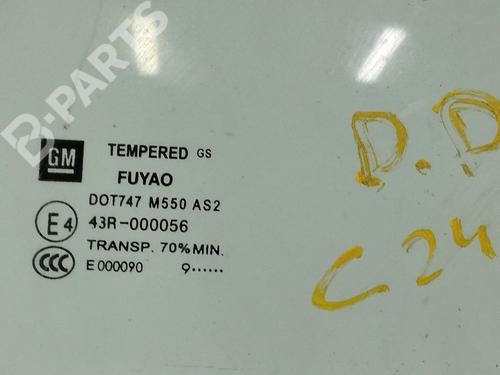 B-PARTS
GM
TEMPERED GS
FUYAO
DOT747 M550 AS2
E4 43R-000056
TRANSP. 70% MIN.
CCC E000090 9......
D.D
C24